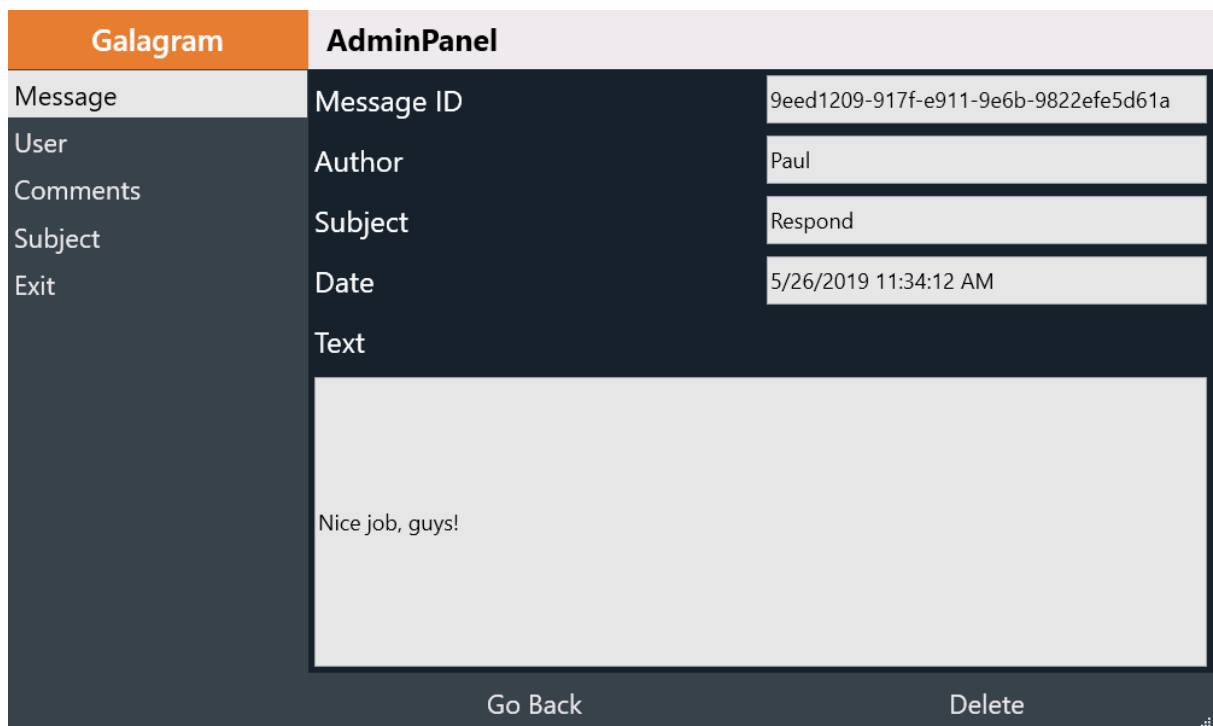 Galagram
AdminPanel
Message
User
Comments
Subject
Exit
Message ID 9eed1209-917f-e911-9e6b-9822efe5d61a
Author Paul
Subject Respond
Date 5/26/2019 11:34:12 AM
Text
Nice job, guys!
Go Back Delete